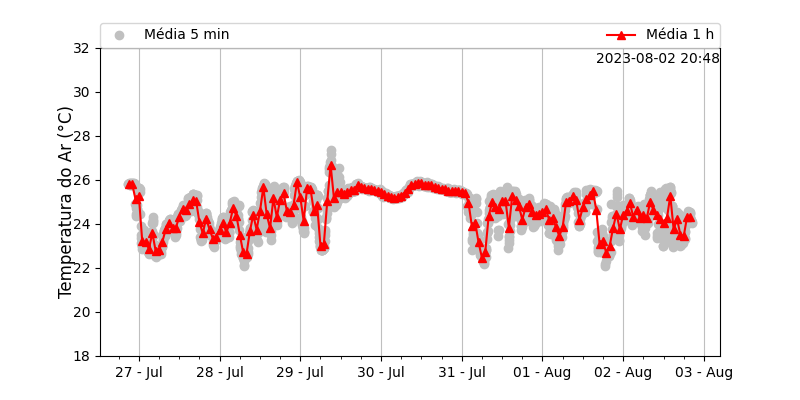 Média 5 min
Média 1 h
2023-08-02 20:48
Temperatura do Ar (°C)
32
30
28
26
24
22
20
18
27 - Jul
28 - Jul
29 - Jul
30 - Jul
31 - Jul
01 - Aug
02 - Aug
03 - Aug